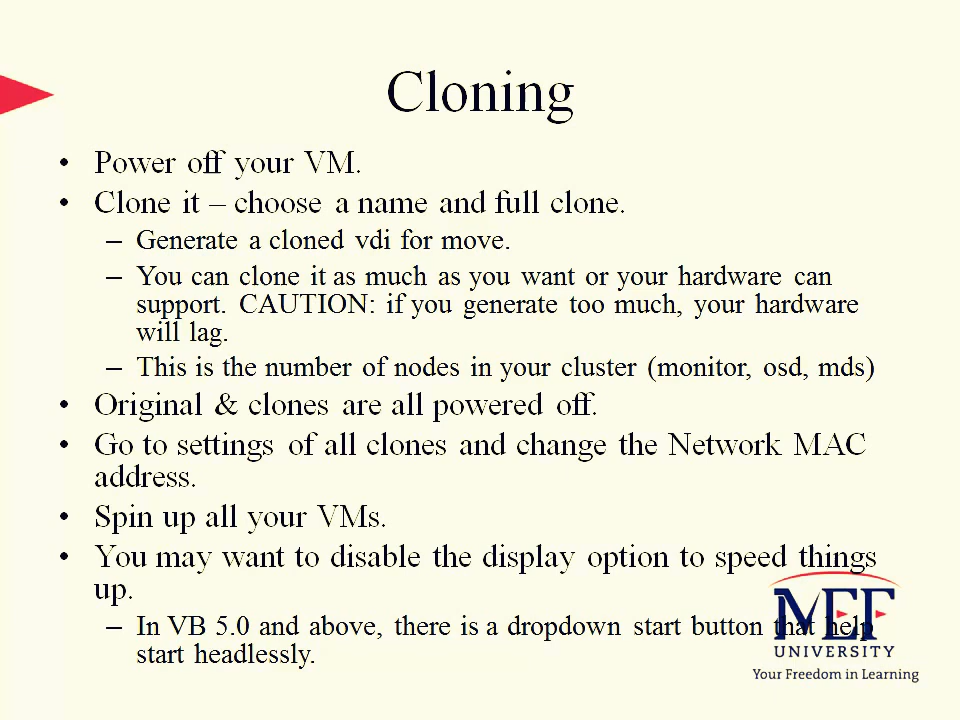 Cloning
• Power off your VM.
• Clone it – choose a name and full clone.
– Generate a cloned vdi for move.
– You can clone it as much as you want or your hardware can
support. CAUTION: if you generate too much, your hardware
will lag.
– This is the number of nodes in your cluster (monitor, osd, mds)
• Original & clones are all powered off.
• Go to settings of all clones and change the Network MAC
address.
• Spin up all your VMs.
• You may want to disable the display option to speed things
up.
– In VB 5.0 and above, there is a dropdown start button that help
start headlessly.
MEF
UNIVERSITY
Your Freedom in Learning